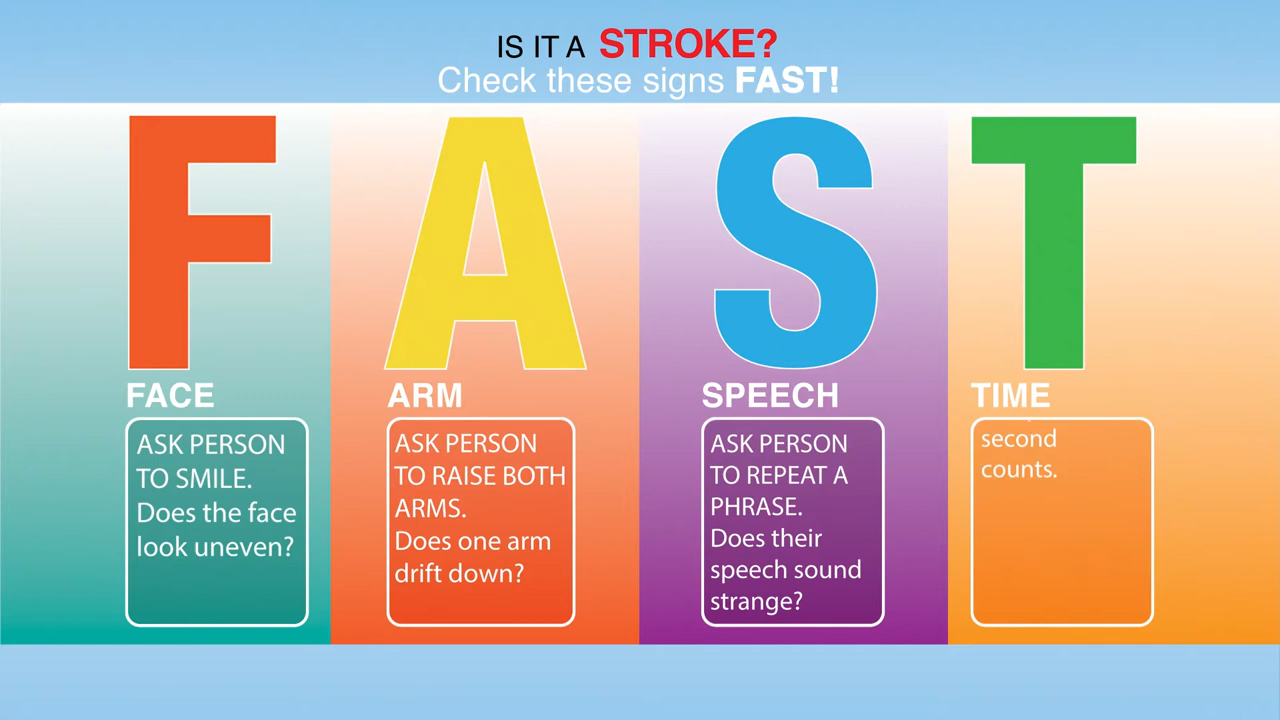 IS IT A STROKE?
Check these signs FAST!
F A S T
FACE
ASK PERSON
TO SMILE.
Does the face
look uneven?
ARM
ASK PERSON
TO RAISE BOTH
ARMS.
Does one arm
drift down?
SPEECH
ASK PERSON
TO REPEAT A
PHRASE.
Does their
speech sound
strange?
TIME
second
counts.